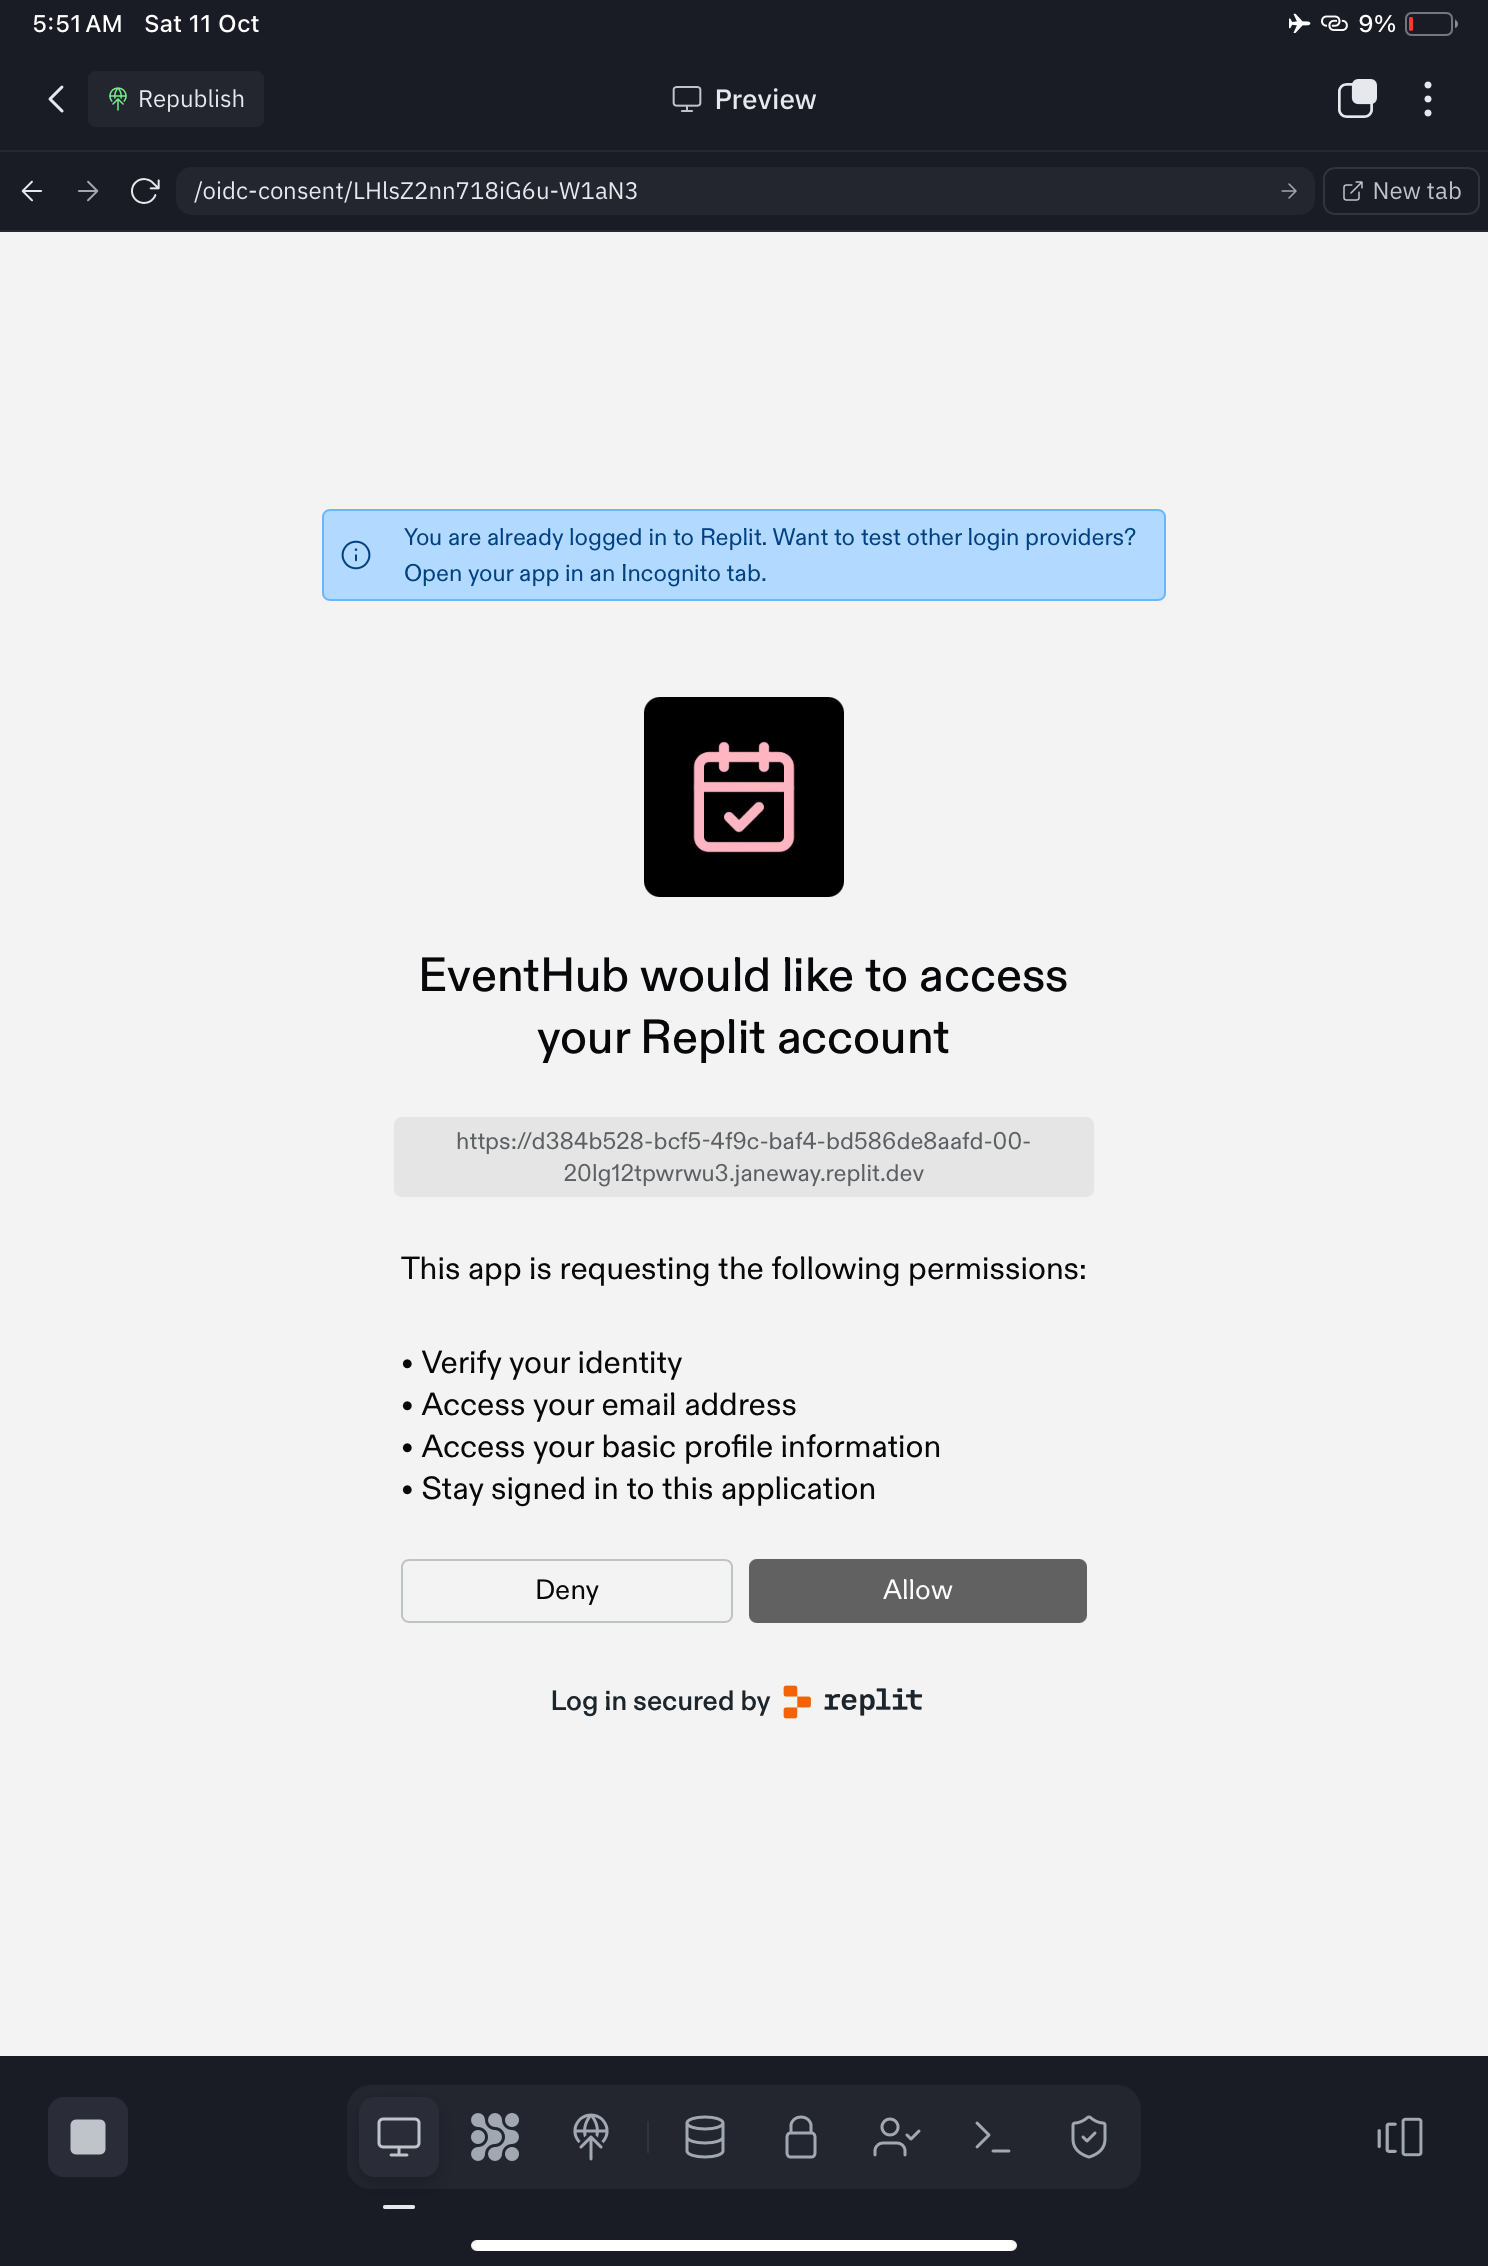 5:51 AM Sat 11 Oct
9%
Republish
Preview
/oidc-consent/LHlsZ2nn718iG6u-W1aN3
New tab
You are already logged in to Replit. Want to test other login providers?
Open your app in an Incognito tab.
EventHub would like to access
your Replit account
https://d384b528-bcf5-4f9c-baf4-bd586de8aafd-00-
20lg12tpwrwu3.janeway.replit.dev
This app is requesting the following permissions:
• Verify your identity
• Access your email address
• Access your basic profile information
• Stay signed in to this application
Deny
Allow
Log in secured by replit